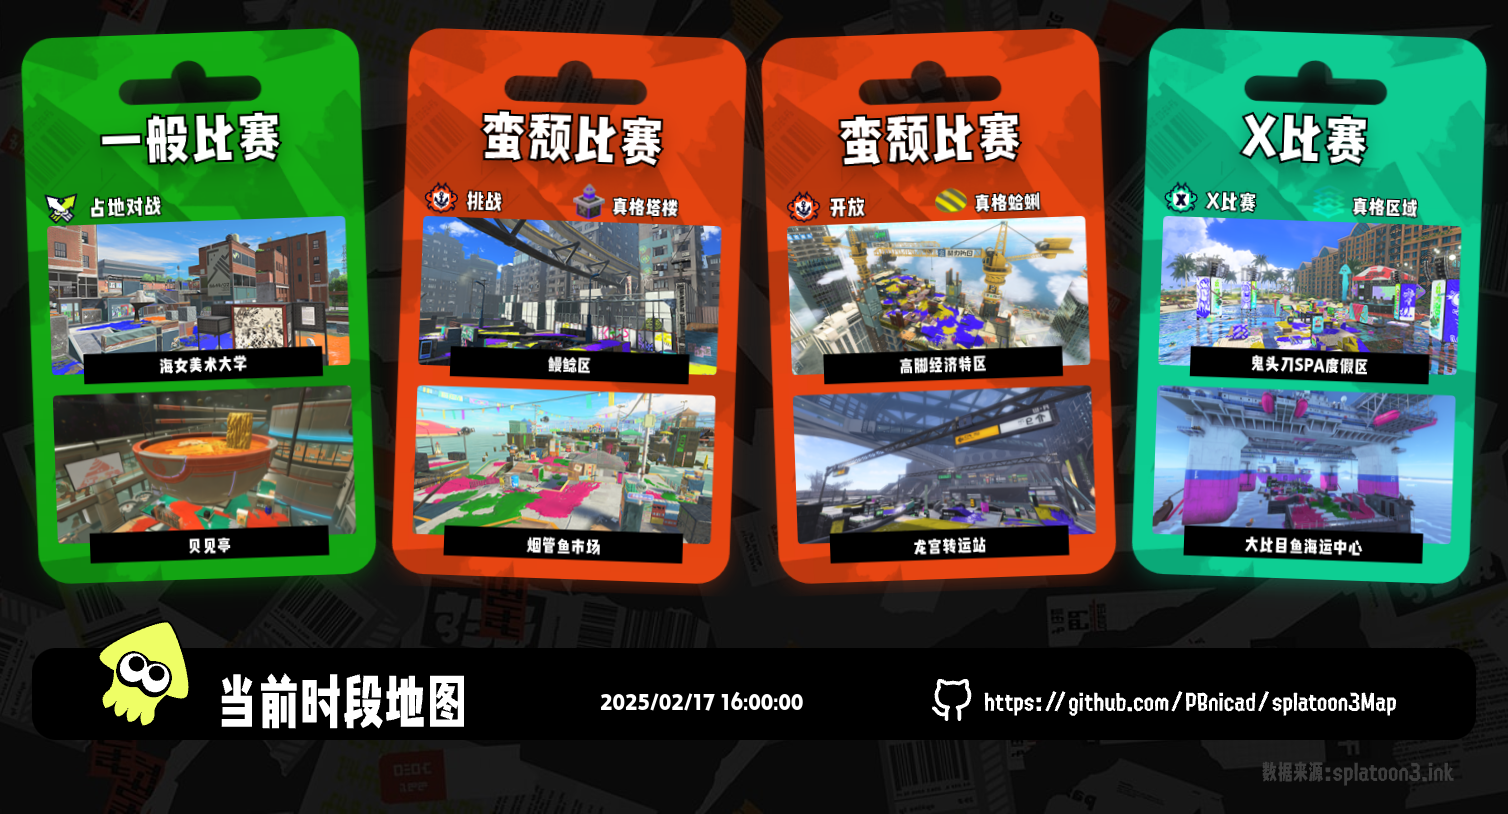 一般比赛
占地对战
海女美术大学
贝见亭
蛮颓比赛
挑战
真格塔楼
鳗鲶区
烟管鱼市场
蛮颓比赛
开放
真格蛤蜊
高脚经济特区
龙宫转运站
X比赛
X比赛
真格区域
鬼头刀SPA度假区
大比目鱼海运中心
当前时段地图
2025/02/17 16:00:00
https://github.com/PBnicad/splatoon3Map
数据来源:splatoon3.ink